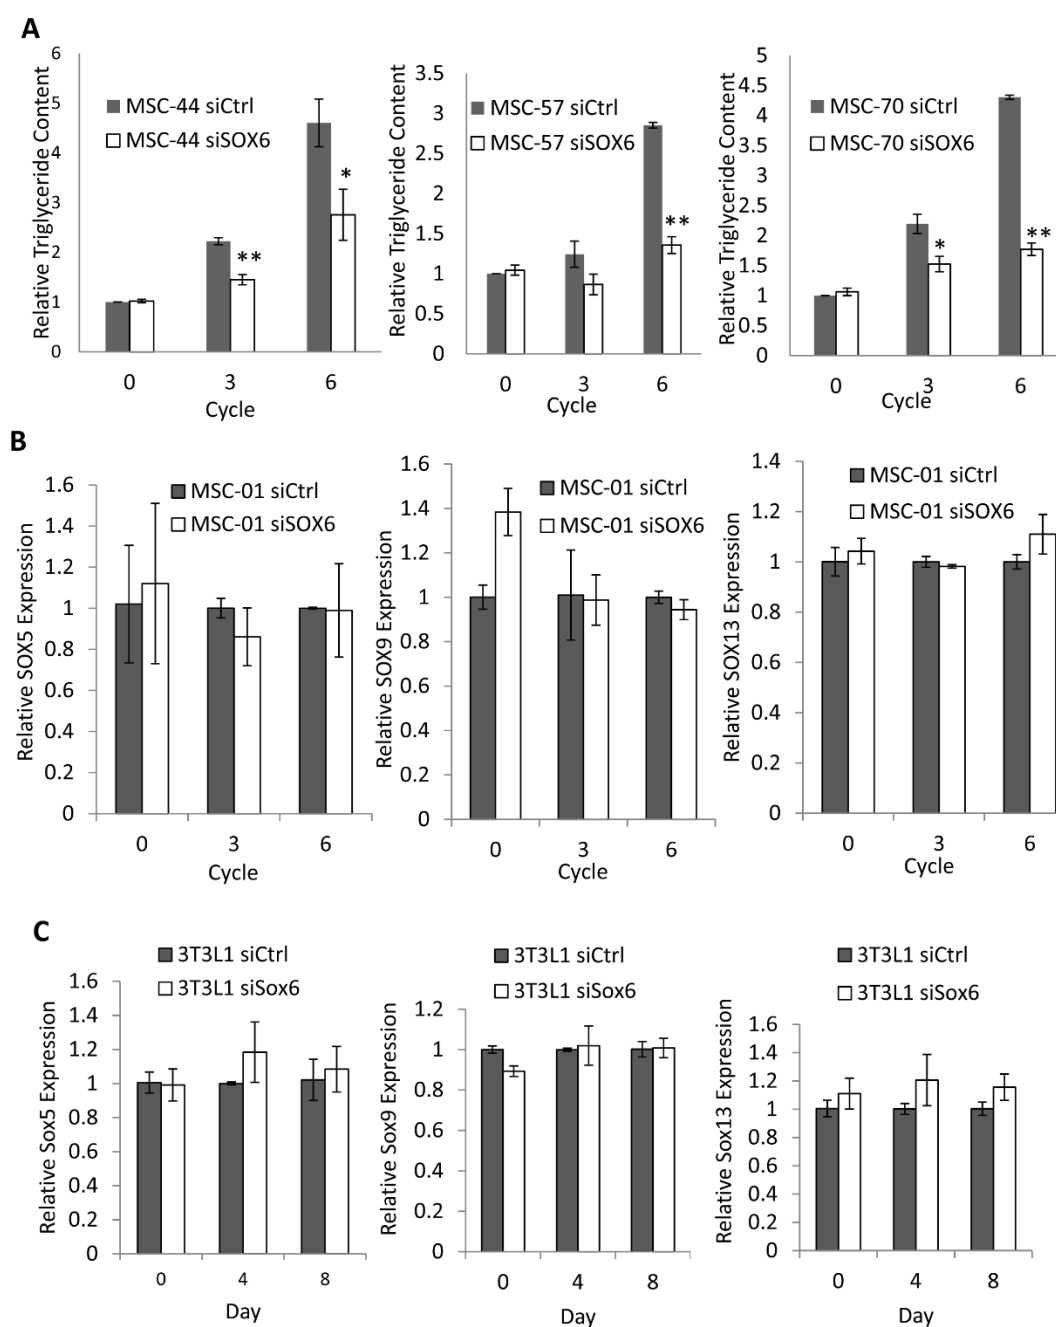 A
Relative Triglyceride Content
6
5
4
3
2
1
0
MSC-44 siCtrl
MSC-44 siSOX6
**
*
0 3 6
Cycle
Relative Triglyceride Content
3.5
3
2.5
2
1.5
1
0.5
0
MSC-57 siCtrl
MSC-57 siSOX6
**
0 3 6
Cycle
Relative Triglyceride Content
5
4.5
4
3.5
3
2.5
2
1.5
1
0.5
0
MSC-70 siCtrl
MSC-70 siSOX6
*
**
0 3 6
Cycle
B
Relative SOX5 Expression
1.6
1.4
1.2
1
0.8
0.6
0.4
0.2
0
MSC-01 siCtrl
MSC-01 siSOX6
0 3 6
Cycle
Relative SOX9 Expression
1.6
1.4
1.2
1
0.8
0.6
0.4
0.2
0
MSC-01 siCtrl
MSC-01 siSOX6
0 3 6
Cycle
Relative SOX13 Expression
1.4
1.2
1
0.8
0.6
0.4
0.2
0
MSC-01 siCtrl
MSC-01 siSOX6
0 3 6
Cycle
C
3T3L1 siCtrl
3T3L1 siSox6
Relative Sox5 Expression
1.6
1.4
1.2
1
0.8
0.6
0.4
0.2
0
0 4 8
Day
3T3L1 siCtrl
3T3L1 siSox6
Relative Sox9 Expression
1.2
1
0.8
0.6
0.4
0.2
0
0 4 8
Day
3T3L1 siCtrl
3T3L1 siSox6
Relative Sox13 Expression
1.6
1.4
1.2
1
0.8
0.6
0.4
0.2
0
0 4 8
Day